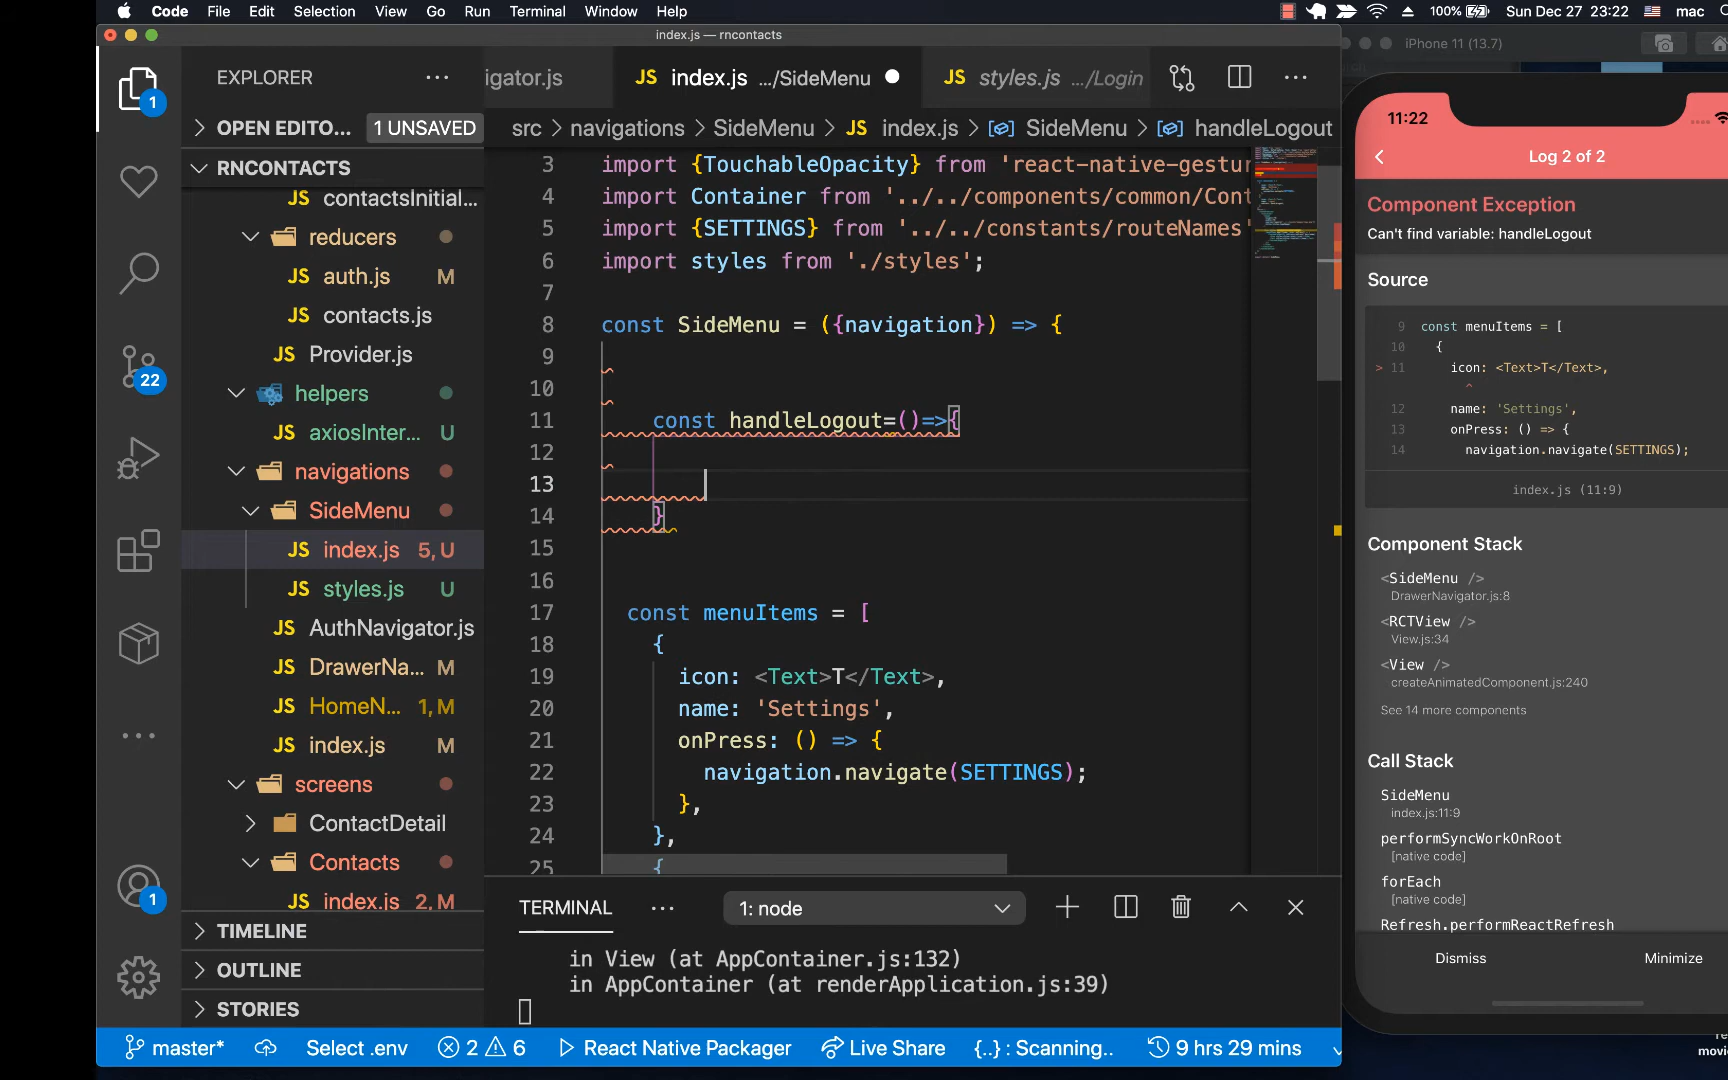 Code File Edit Selection View Go Run Terminal Window Help
100% Sun Dec 27 23:22 mac
index.js — rncontacts
iPhone 11 (13.7)
EXPLORER
igator.js
JS index.js .../SideMenu
JS styles.js .../Login
OPEN EDITO... 1 UNSAVED
src > navigations > SideMenu > JS index.js > SideMenu > handleLogout
RNCONTACTS
JS contactsInitial...
reducers
JS auth.js M
JS contacts.js
JS Provider.js
helpers
JS axiosInter... U
navigations
SideMenu
JS index.js 5, U
JS styles.js U
JS AuthNavigator.js
JS DrawerNa... M
JS HomeN... 1, M
JS index.js M
screens
ContactDetail
Contacts
JS index.js 2, M
TIMELINE
OUTLINE
STORIES
1
22
1
3 import {TouchableOpacity} from 'react-native-gestur
4 import Container from '../../components/common/Cont
5 import {SETTINGS} from '../../constants/routeNames'
6 import styles from './styles';
7
8 const SideMenu = ({navigation}) => {
9
10
11 const handleLogout=()=>{
12
13
14 }
15
16
17 const menuItems = [
18 {
19 icon: <Text>T</Text>,
20 name: 'Settings',
21 onPress: () => {
22 navigation.navigate(SETTINGS);
23 },
24 },
25 {
TERMINAL
1: node
in View (at AppContainer.js:132)
in AppContainer (at renderApplication.js:39)
master* Select .env 2 6 React Native Packager Live Share {..} : Scanning.. 9 hrs 29 mins
11:22
Log 2 of 2
Component Exception
Can't find variable: handleLogout
Source
9 const menuItems = [
10 {
> 11 icon: <Text>T</Text>,
^
12 name: 'Settings',
13 onPress: () => {
14 navigation.navigate(SETTINGS);
index.js (11:9)
Component Stack
<SideMenu />
DrawerNavigator.js:8
<RCTView />
View.js:34
<View />
createAnimatedComponent.js:240
See 14 more components
Call Stack
SideMenu
index.js:11:9
performSyncWorkOnRoot
[native code]
forEach
[native code]
Refresh.performReactRefresh
Dismiss Minimize
movi